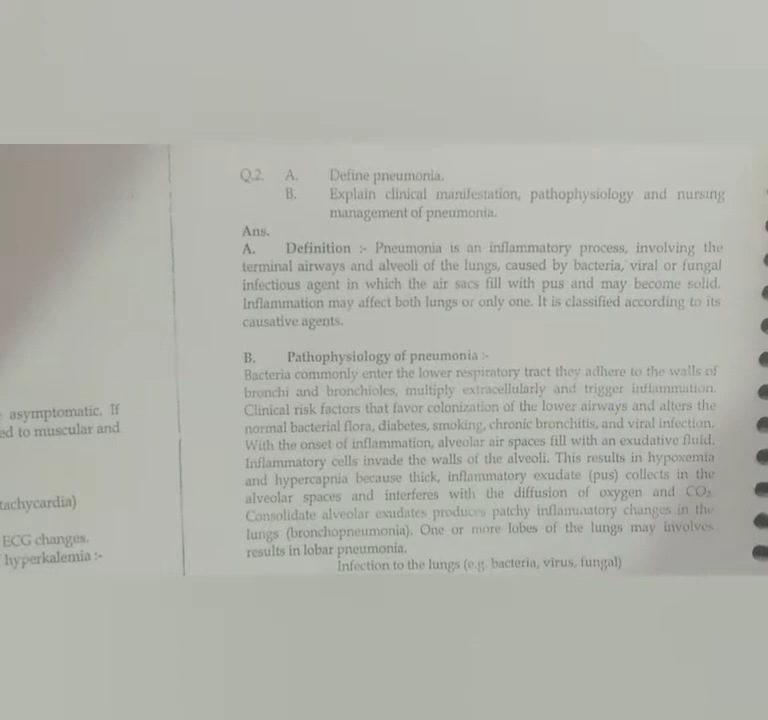 asymptomatic. If
ed to muscular and
tachycardia)
ECG changes.
hyperkalemia :-
Q.2. A. Define pneumonia.
B. Explain clinical manifestation, pathophysiology and nursing
management of pneumonia.
Ans.
A. Definition :- Pneumonia is an inflammatory process, involving the
terminal airways and alveoli of the lungs, caused by bacteria, viral or fungal
infectious agent in which the air sacs fill with pus and may become solid.
Inflammation may affect both lungs or only one. It is classified according to its
causative agents.
B. Pathophysiology of pneumonia :-
Bacteria commonly enter the lower respiratory tract they adhere to the walls of
bronchi and bronchioles, multiply extracellularly and trigger inflammation.
Clinical risk factors that favor colonization of the lower airways and alters the
normal bacterial flora, diabetes, smoking, chronic bronchitis, and viral infection.
With the onset of inflammation, alveolar air spaces fill with an exudative fluid.
Inflammatory cells invade the walls of the alveoli. This results in hypoxemia
and hypercapnia because thick, inflammatory exudate (pus) collects in the
alveolar spaces and interferes with the diffusion of oxygen and CO₂.
Consolidate alveolar exudates produces patchy inflammatory changes in the
lungs (bronchopneumonia). One or more lobes of the lungs may involves
results in lobar pneumonia.
Infection to the lungs (e.g. bacteria, virus, fungal)